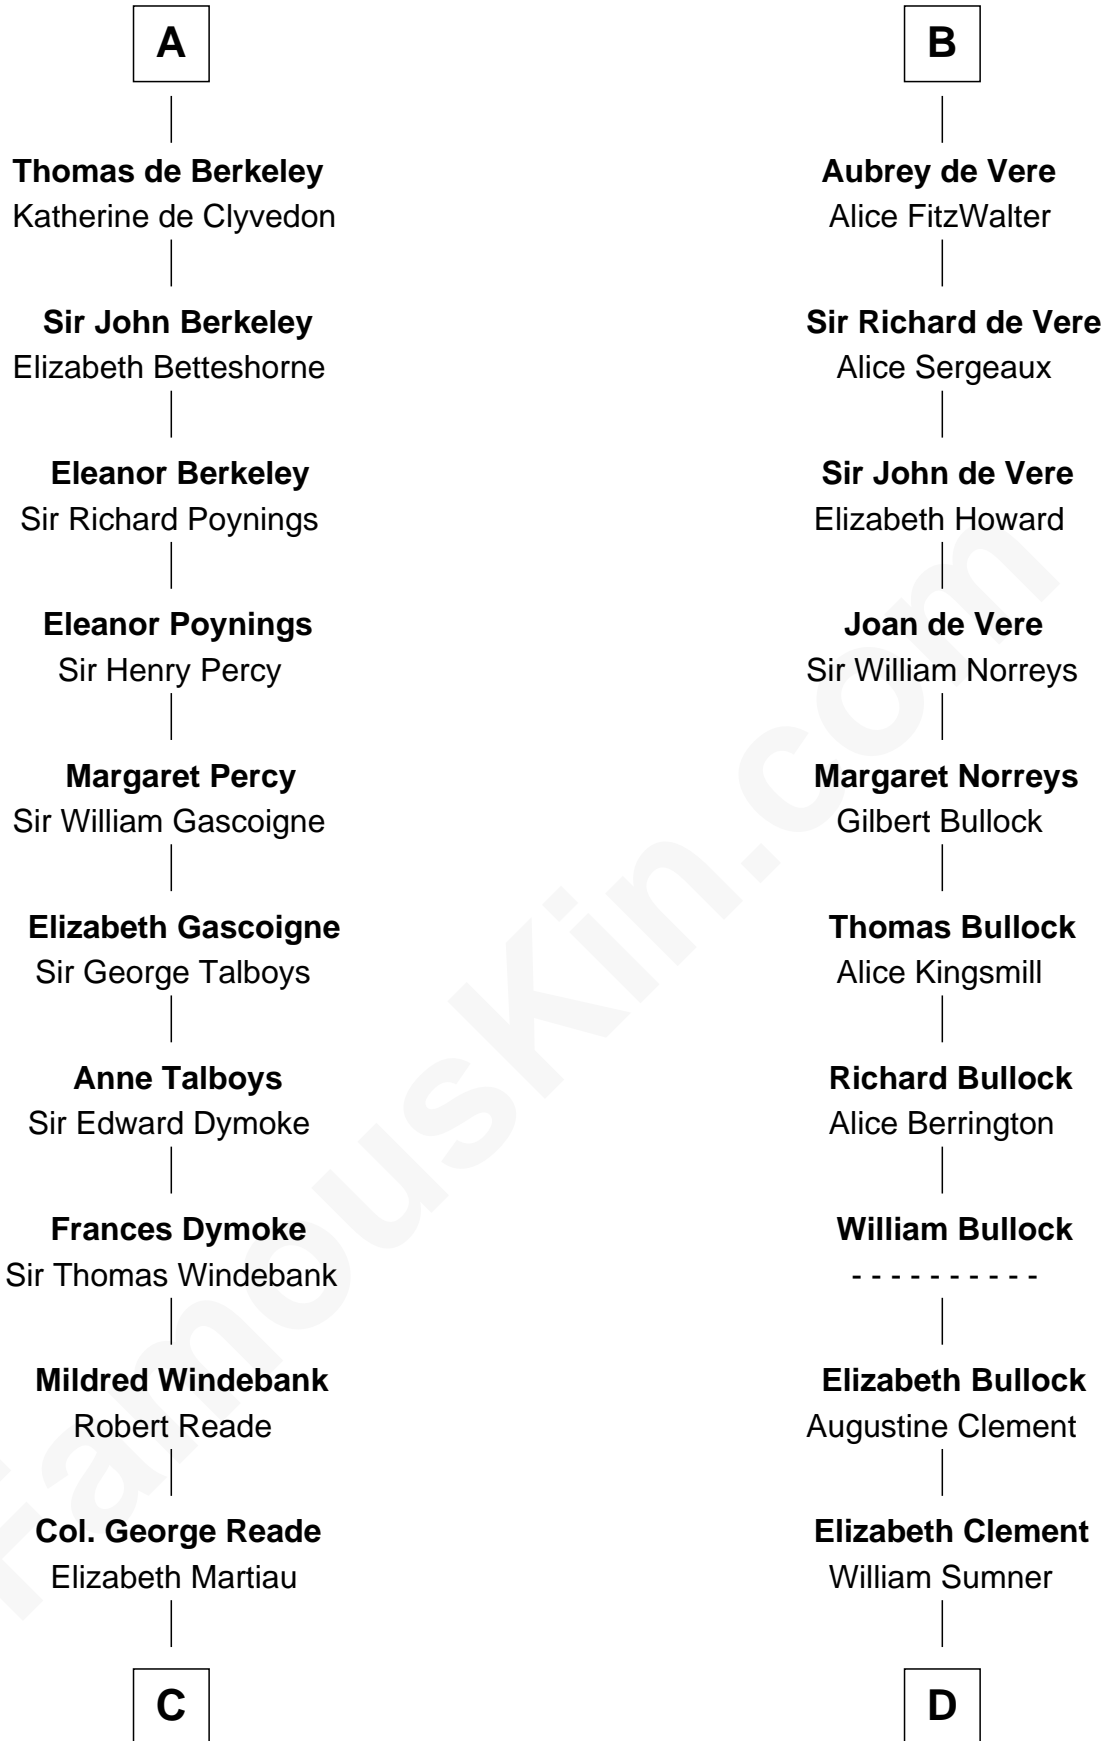 A
Thomas de Berkeley
Katherine de Clyvedon
Sir John Berkeley
Elizabeth Betteshorne
Eleanor Berkeley
Sir Richard Poynings
Eleanor Poynings
Sir Henry Percy
Margaret Percy
Sir William Gascoigne
Elizabeth Gascoigne
Sir George Talboys
Anne Talboys
Sir Edward Dymoke
Frances Dymoke
Sir Thomas Windebank
Mildred Windebank
Robert Reade
Col. George Reade
Elizabeth Martiau
C
B
Aubrey de Vere
Alice FitzWalter
Sir Richard de Vere
Alice Sergeaux
Sir John de Vere
Elizabeth Howard
Joan de Vere
Sir William Norreys
Margaret Norreys
Gilbert Bullock
Thomas Bullock
Alice Kingsmill
Richard Bullock
Alice Berrington
William Bullock
- - - - - - - - - -
Elizabeth Bullock
Augustine Clement
Elizabeth Clement
William Sumner
D
FamousKin.com